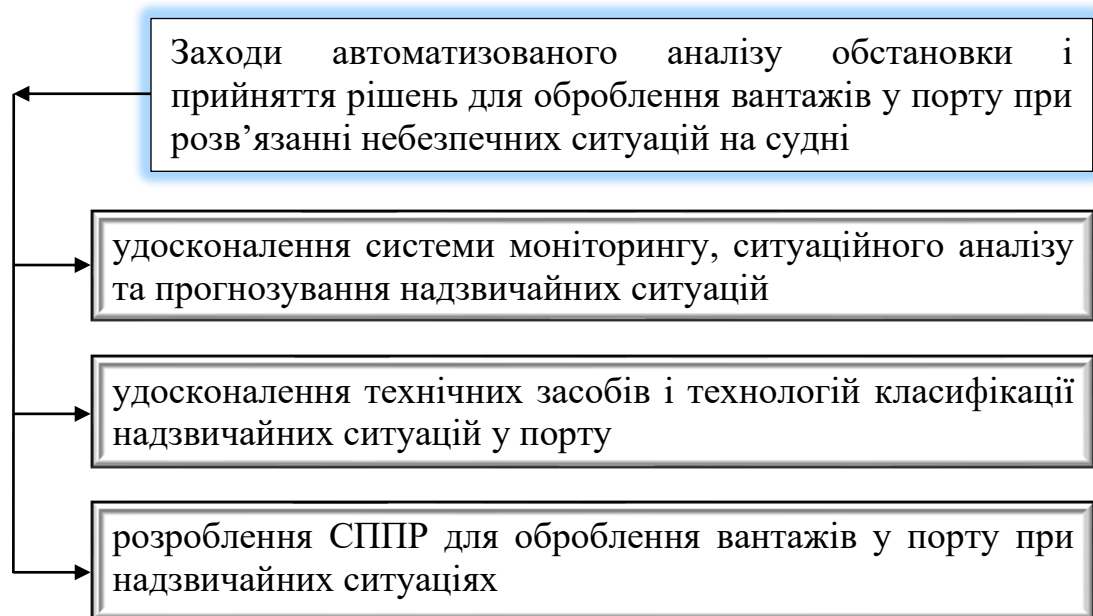 Заходи автоматизованого аналізу обстановки і
прийняття рішень для оброблення вантажів у порту при
розв’язанні небезпечних ситуацій на судні
удосконалення системи моніторингу, ситуаційного аналізу
та прогнозування надзвичайних ситуацій
удосконалення технічних засобів і технологій класифікації
надзвичайних ситуацій у порту
розроблення СППР для оброблення вантажів у порту при
надзвичайних ситуаціях